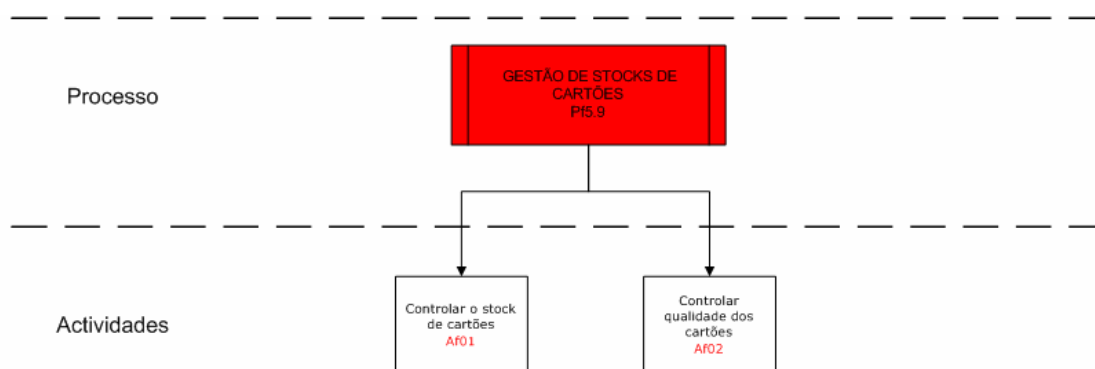 Processo
GESTÃO DE STOCKS DE
CARTÕES
Pf5.9
Actividades
Controlar o stock
de cartões
Af01
Controlar
qualidade dos
cartões
Af02